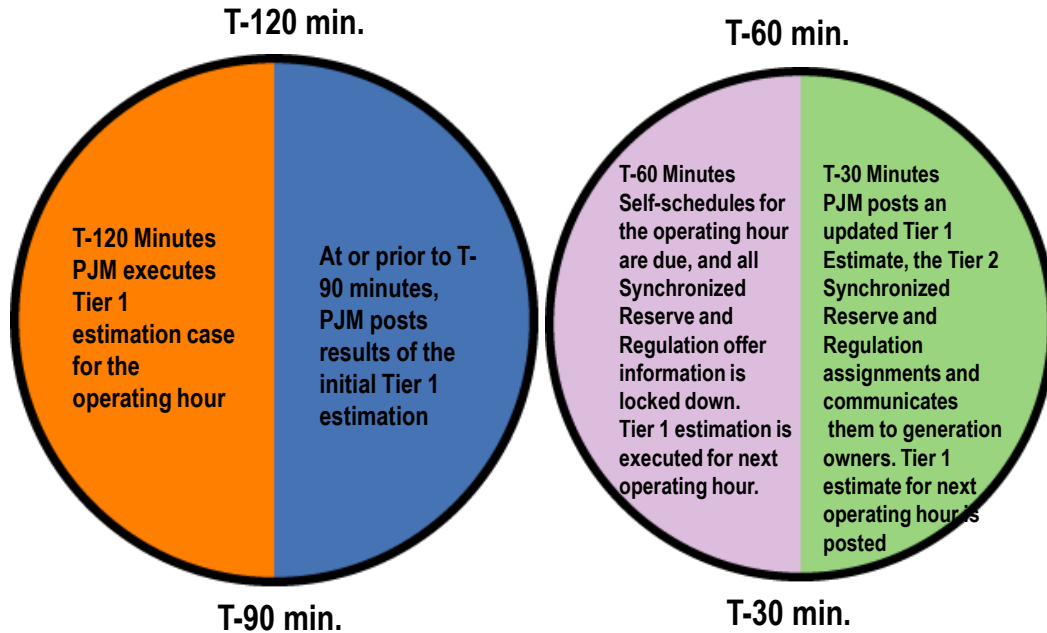 T-120 min.
T-120 Minutes
PJM executes
Tier 1
estimation case
for the
operating hour
At or prior to T-
90 minutes,
PJM posts
results of the
initial Tier 1
estimation
T-90 min.
T-60 min.
T-60 Minutes
Self-schedules for
the operating hour
are due, and all
Synchronized
Reserve and
Regulation offer
information is
locked down.
Tier 1 estimation is
executed for next
operating hour.
T-30 Minutes
PJM posts an
updated Tier 1
Estimate, the Tier 2
Synchronized
Reserve and
Regulation
assignments and
communicates
them to generation
owners. Tier 1
estimate for next
operating hour is
posted
T-30 min.